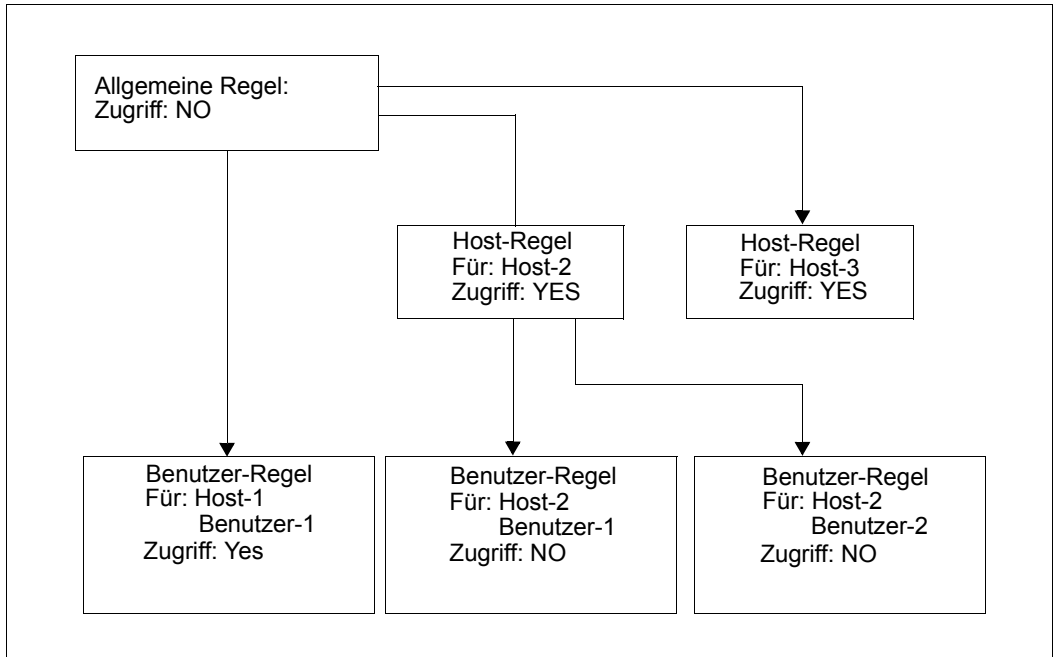 Allgemeine Regel:
Zugriff: NO
Host-Regel
Für: Host-2
Zugriff: YES
Host-Regel
Für: Host-3
Zugriff: YES
Benutzer-Regel
Für: Host-1
Benutzer-1
Zugriff: Yes
Benutzer-Regel
Für: Host-2
Benutzer-1
Zugriff: NO
Benutzer-Regel
Für: Host-2
Benutzer-2
Zugriff: NO